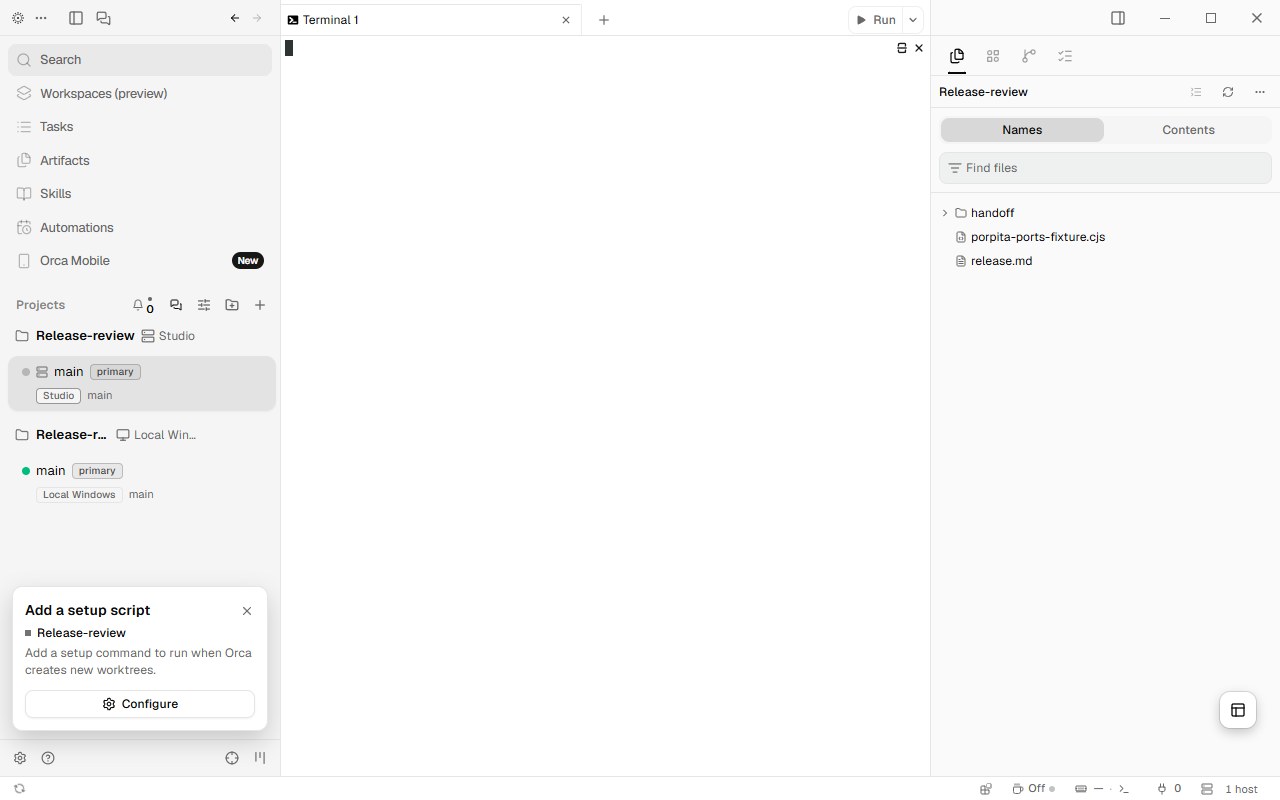 Terminal 1
Run
Search
Workspaces (preview)
Tasks
Artifacts
Skills
Automations
Orca Mobile
New
Projects
0
Release-review
Studio
main
primary
Studio
main
Release-r...
Local Win...
main
primary
Local Windows
main
Add a setup script
Release-review
Add a setup command to run when Orca
creates new worktrees.
Configure
Release-review
Names
Contents
Find files
handoff
porpita-ports-fixture.cjs
release.md
Off
0
1 host